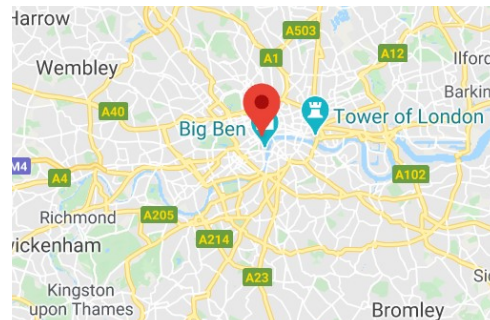 Harrow
A503
A12
Wembley
A1
Ilford
Barkin
A40
Big Ben
Tower of London
M4
A4
A102
Richmond
A205
wickenham
A214
A23
Kingston
upon Thames
Bromley